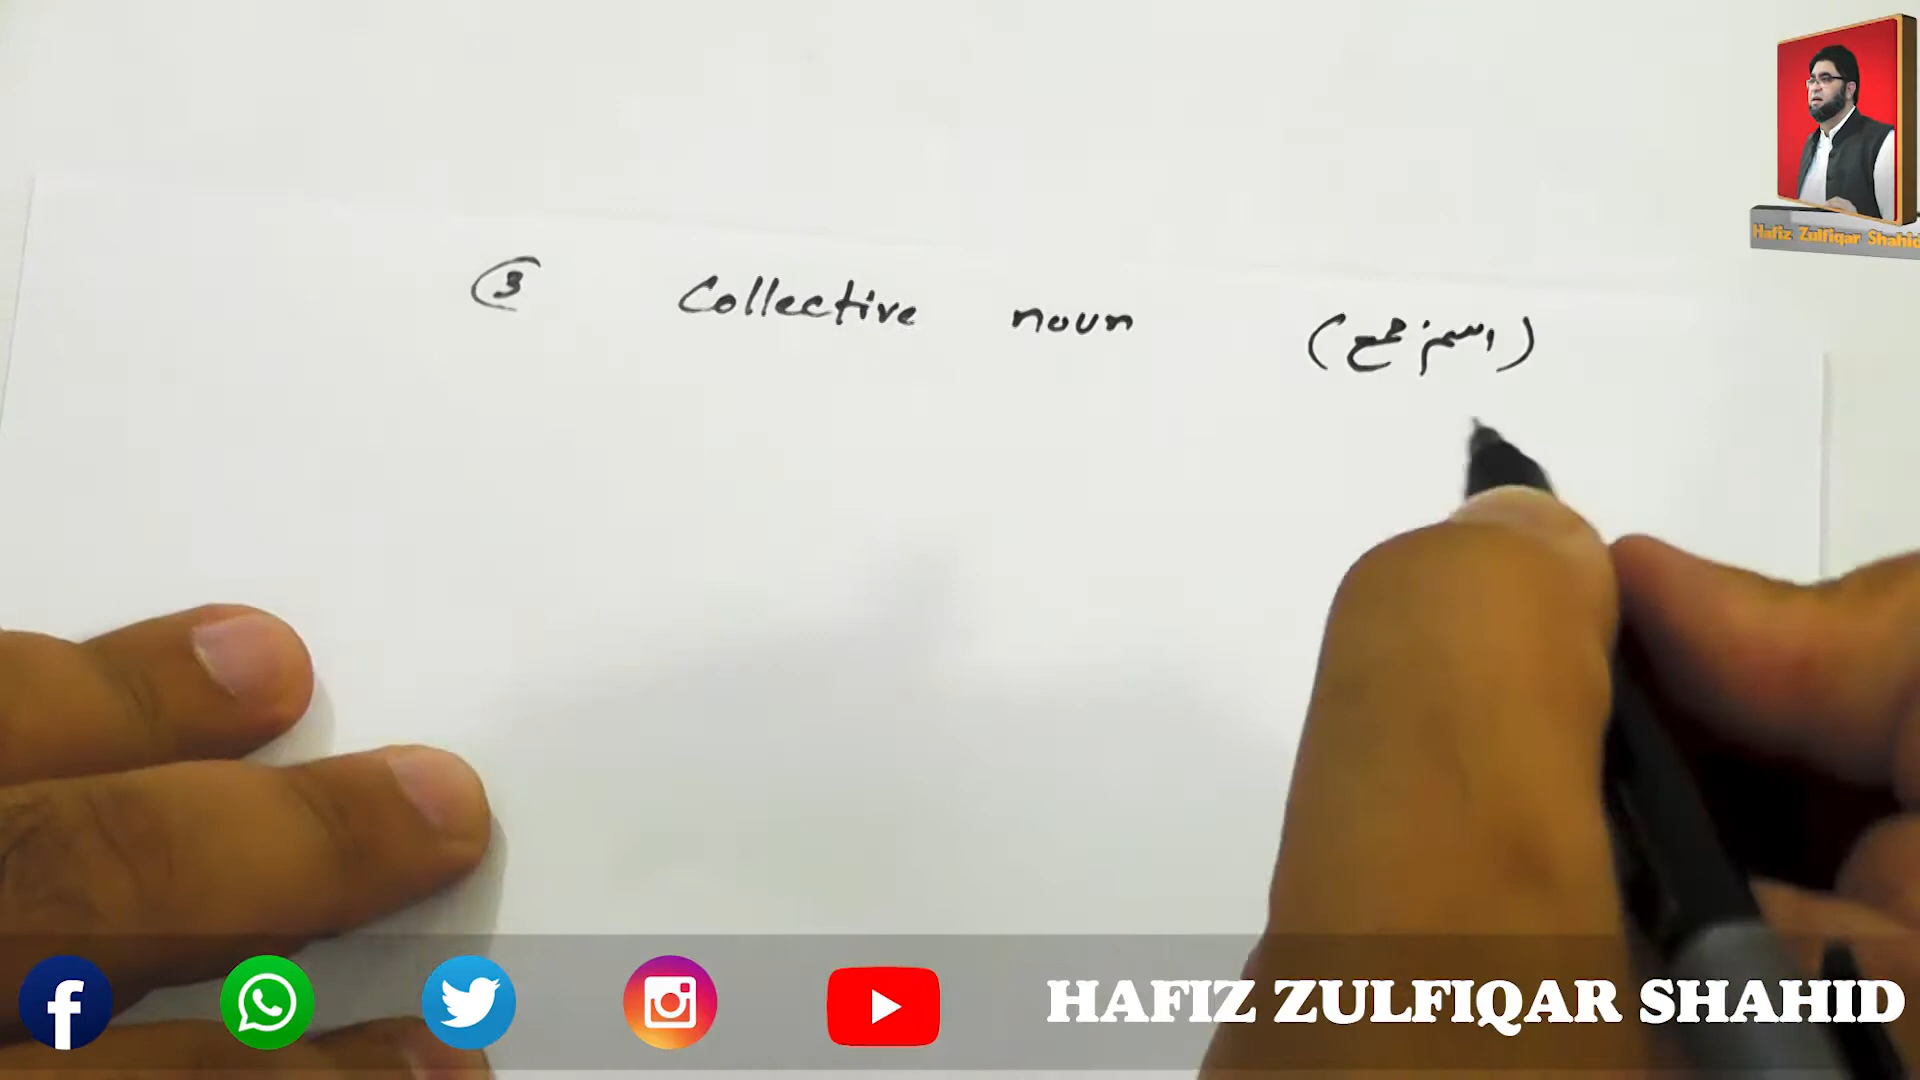 Hafiz Zulfiqar Shahid
③ Collective noun (اسم جمع)
HAFIZ ZULFIQAR SHAHID